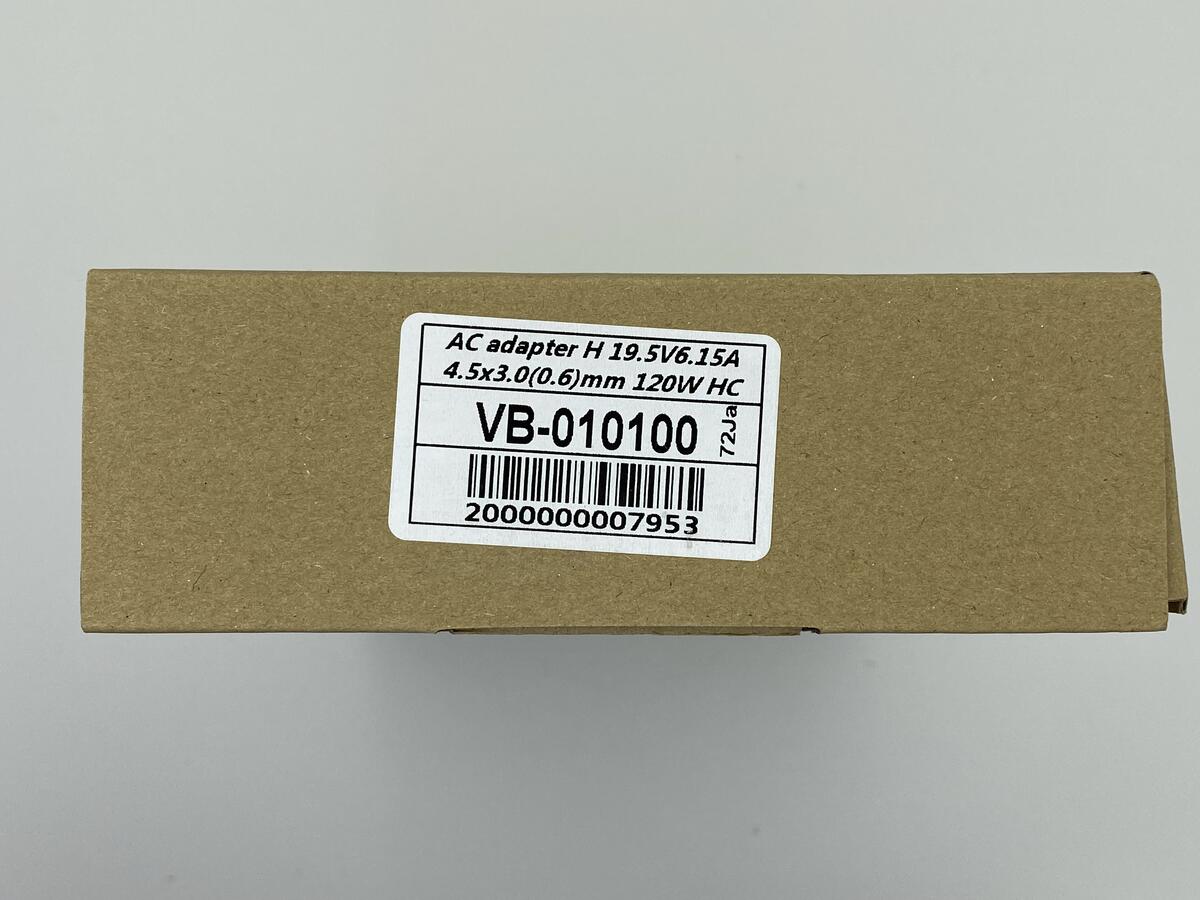 AC adapter H 19.5V6.15A
4.5x3.0(0.6)mm 120W HC
VB-010100
72Ja
2000000007953